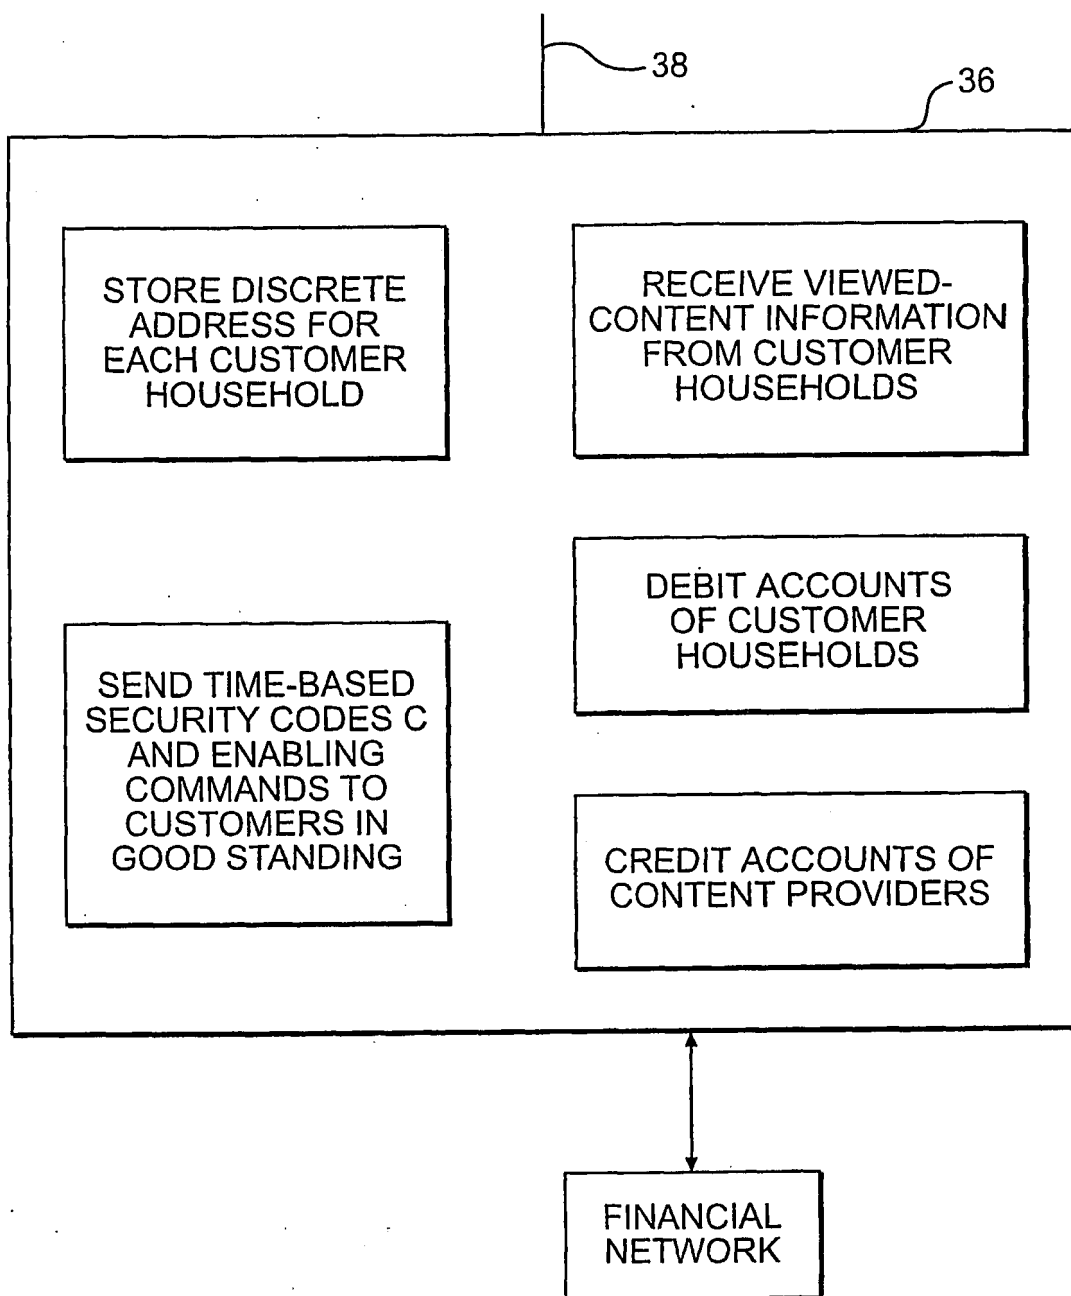 38
36
STORE DISCRETE
ADDRESS FOR
EACH CUSTOMER
HOUSEHOLD
RECEIVE VIEWED-
CONTENT INFORMATION
FROM CUSTOMER
HOUSEHOLDS
DEBIT ACCOUNTS
OF CUSTOMER
HOUSEHOLDS
SEND TIME-BASED
SECURITY CODES C
AND ENABLING
COMMANDS TO
CUSTOMERS IN
GOOD STANDING
CREDIT ACCOUNTS OF
CONTENT PROVIDERS
FINANCIAL
NETWORK